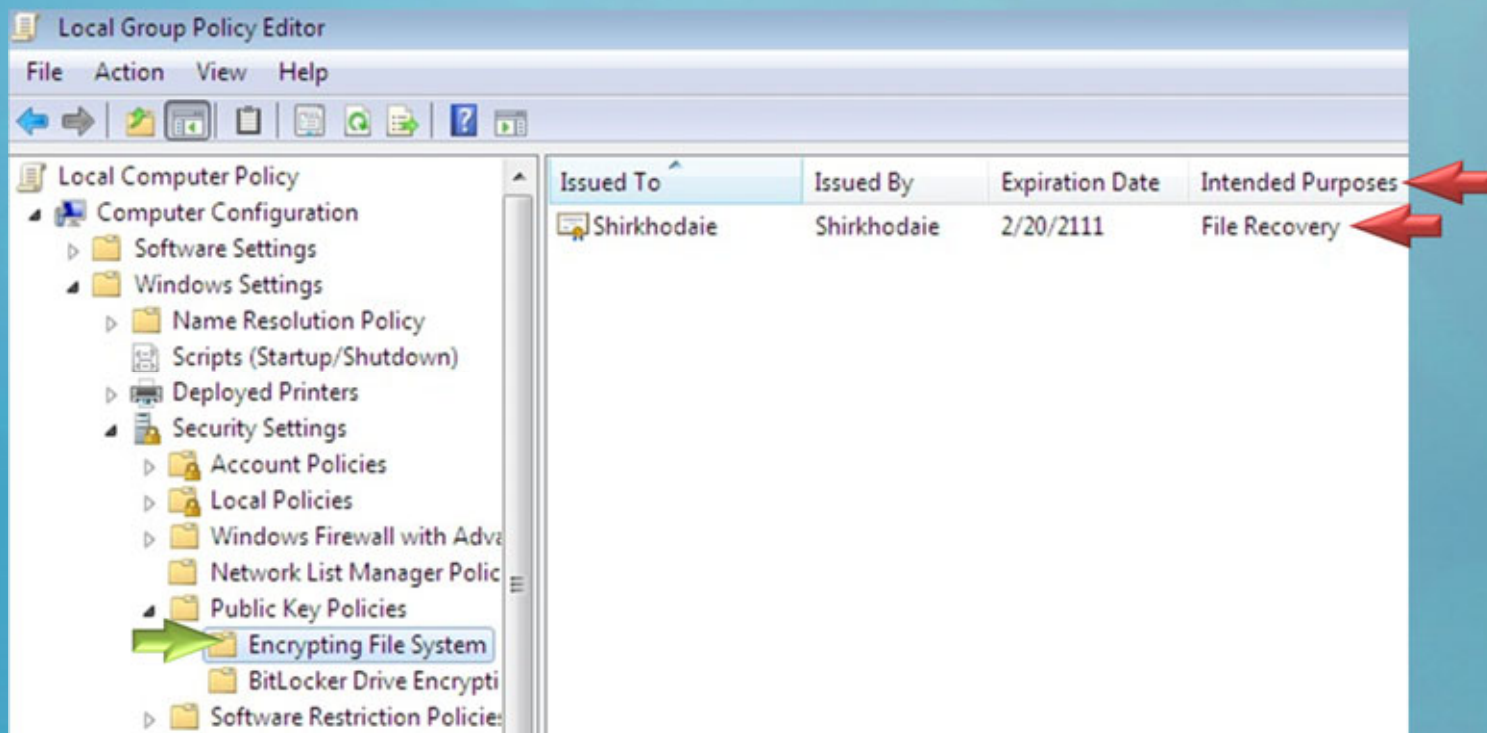 Local Group Policy Editor
File Action View Help
Local Computer Policy
Computer Configuration
Software Settings
Windows Settings
Name Resolution Policy
Scripts (Startup/Shutdown)
Deployed Printers
Security Settings
Account Policies
Local Policies
Windows Firewall with Adva
Network List Manager Polic
Public Key Policies
Encrypting File System
BitLocker Drive Encrypti
Software Restriction Policies
Issued To Issued By Expiration Date Intended Purposes
Shirkhodaie Shirkhodaie 2/20/2111 File Recovery